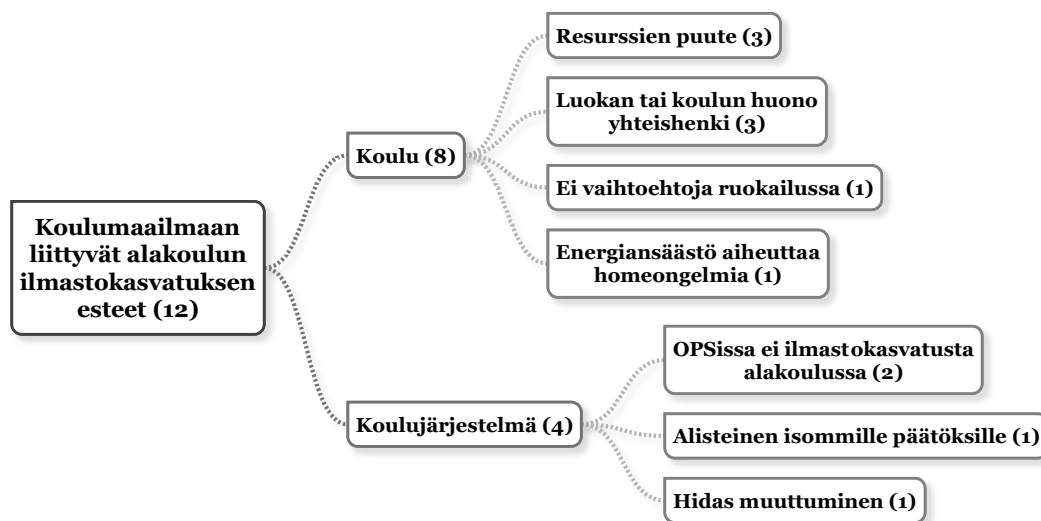 Koulumaailmaan
liittyvät alakoulun
ilmastokasvatuksen
esteet (12)
Koulu (8)
Resurssien puute (3)
Luokan tai koulun huono
yhteishenki (3)
Ei vaihtoehtoja ruokailussa (1)
Energiansäästö aiheuttaa
homeongelmia (1)
Koulujärjestelmä (4)
OPSissa ei ilmastokasvatusta
alakoulussa (2)
Alisteinen isommille päätöksille (1)
Hidas muuttuminen (1)